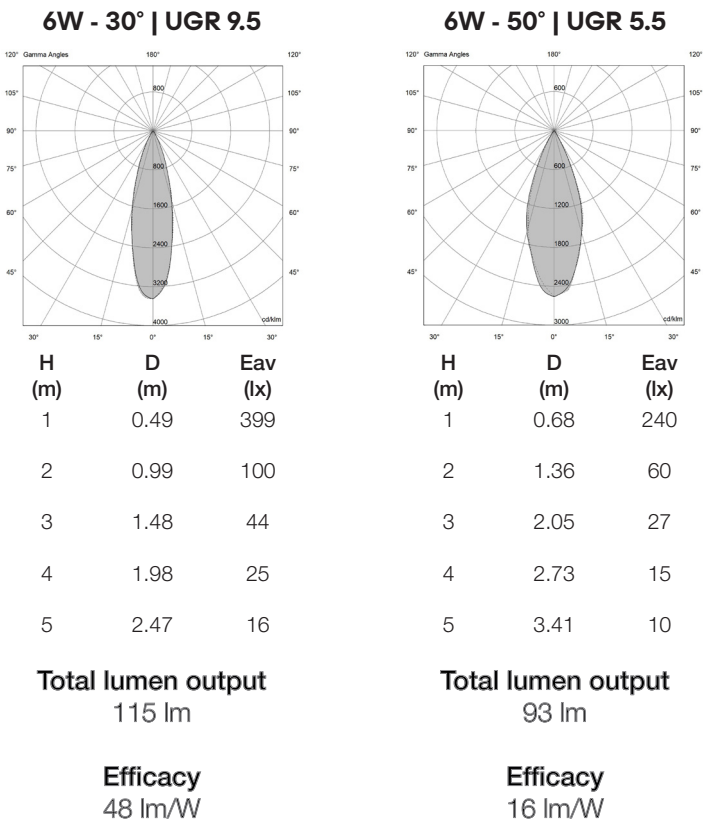 6W - 30° | UGR 9.5
120° Gamma Angles 180° 120°
105° 800 105°
90° 90°
75° 800 75°
60° 1600 60°
2400
45° 45°
3200
4000 cd/klm
30° 15° 0° 15° 30°
H D Eav
(m) (m) (lx)
1 0.49 399
2 0.99 100
3 1.48 44
4 1.98 25
5 2.47 16
Total lumen output
115 lm
Efficacy
48 lm/W
6W - 50° | UGR 5.5
120° Gamma Angles 180° 120°
105° 600 105°
90° 90°
75° 600 75°
60° 1200 60°
1800
45° 45°
2400
3000 cd/klm
30° 15° 0° 15° 30°
H D Eav
(m) (m) (lx)
1 0.68 240
2 1.36 60
3 2.05 27
4 2.73 15
5 3.41 10
Total lumen output
93 lm
Efficacy
16 lm/W